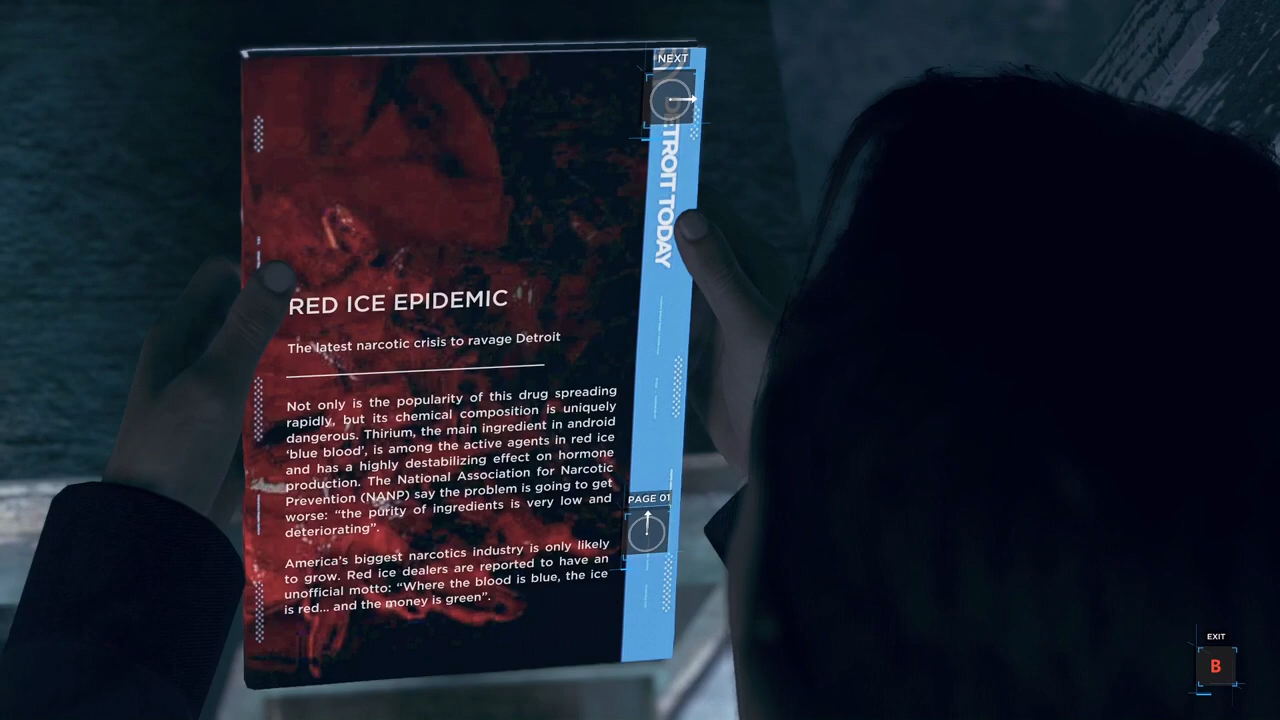 NEXT
DETROIT TODAY
RED ICE EPIDEMIC
The latest narcotic crisis to ravage Detroit
Not only is the popularity of this drug spreading
rapidly, but its chemical composition is uniquely
dangerous. Thirium, the main ingredient in android
‘blue blood’, is among the active agents in red ice
and has a highly destabilizing effect on hormone
production. The National Association for Narcotic
Prevention (NANP) say the problem is going to get
worse: “the purity of ingredients is very low and
deteriorating”.
America’s biggest narcotics industry is only likely
to grow. Red ice dealers are reported to have an
unofficial motto: “Where the blood is blue, the ice
is red... and the money is green”.
PAGE 01
EXIT
B